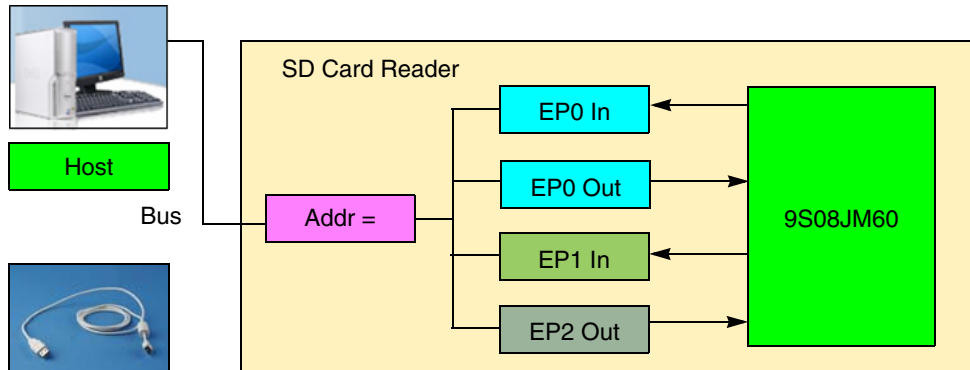 SD Card Reader
EP0 In
Host
EP0 Out
Bus
Addr =
9S08JM60
EP1 In
EP2 Out